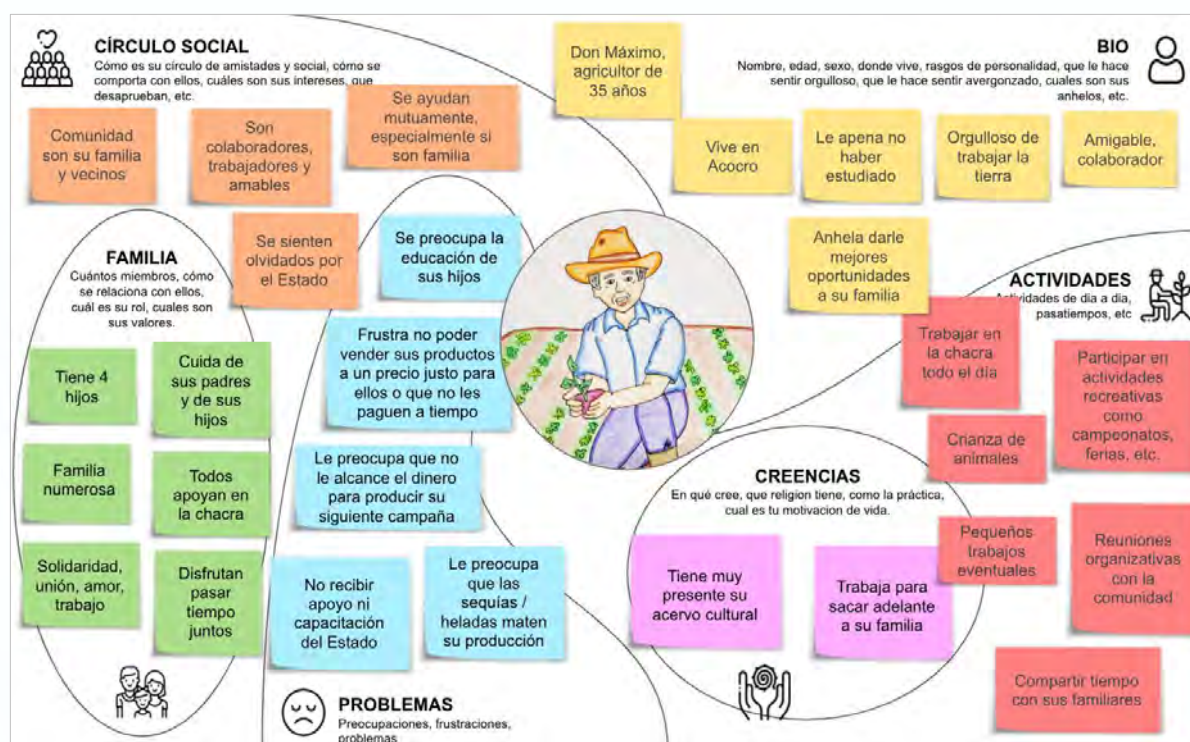 CÍRCULO SOCIAL
Cómo es su círculo de amistades y social, cómo se
comporta con ellos, cuáles son sus intereses, que
desaprueban, etc.
Comunidad
son su familia
y vecinos
Son
colaboradores,
trabajadores y
amables
Se ayudan
mutuamente,
especialmente si
son familia
Se sienten
olvidados por
el Estado
BIO
Nombre, edad, sexo, donde vive, rasgos de personalidad, que le hace
sentir orgulloso, que le hace sentir avergonzado, cuales son sus
anhelos, etc.
Don Máximo,
agricultor de
35 años
Vive en
Acocro
Le apena no
haber
estudiado
Orgulloso de
trabajar la
tierra
Amigable,
colaborador
Anhela darle
mejores
oportunidades
a su familia
FAMILIA
Cuántos miembros, cómo
se relaciona con ellos,
cuál es su rol, cuales son
sus valores.
Tiene 4
hijos
Cuida de
sus padres
y de sus
hijos
Familia
numerosa
Todos
apoyan en
la chacra
Solidaridad,
unión, amor,
trabajo
Disfrutan
pasar
tiempo
juntos
Se preocupa la
educación de
sus hijos
Frustra no poder
vender sus productos
a un precio justo para
ellos o que no les
paguen a tiempo
Le preocupa que no
le alcance el dinero
para producir su
siguiente campaña
No recibir
apoyo ni
capacitación
del Estado
Le preocupa
que las
sequías /
heladas maten
su producción
PROBLEMAS
Preocupaciones, frustraciones,
problemas
CREENCIAS
En qué cree, que religion tiene, como la práctica,
cual es tu motivacion de vida.
Tiene muy
presente su
acervo cultural
Trabaja para
sacar adelante
a su familia
ACTIVIDADES
Actividades de dia a dia,
pasatiempos, etc
Trabajar en
la chacra
todo el día
Participar en
actividades
recreativas
como
campeonatos,
ferias, etc.
Crianza de
animales
Pequeños
trabajos
eventuales
Reuniones
organizativas
con la
comunidad
Compartir tiempo
con sus familiares